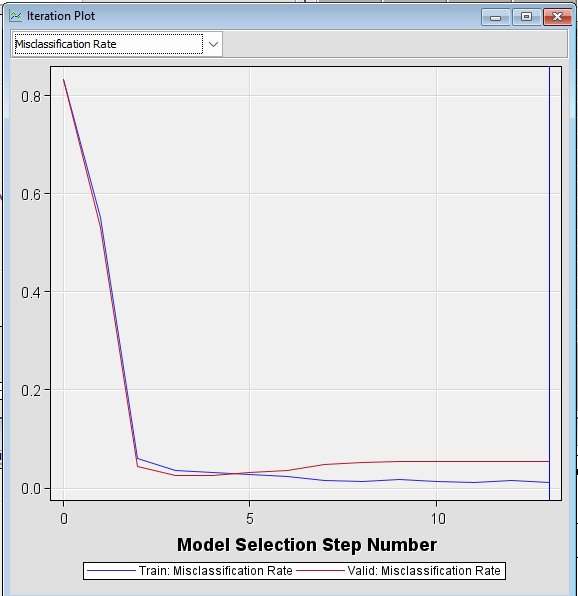 Iteration Plot
Misclassification Rate
0.8
0.6
0.4
0.2
0.0
0 5 10
Model Selection Step Number
Train: Misclassification Rate Valid: Misclassification Rate